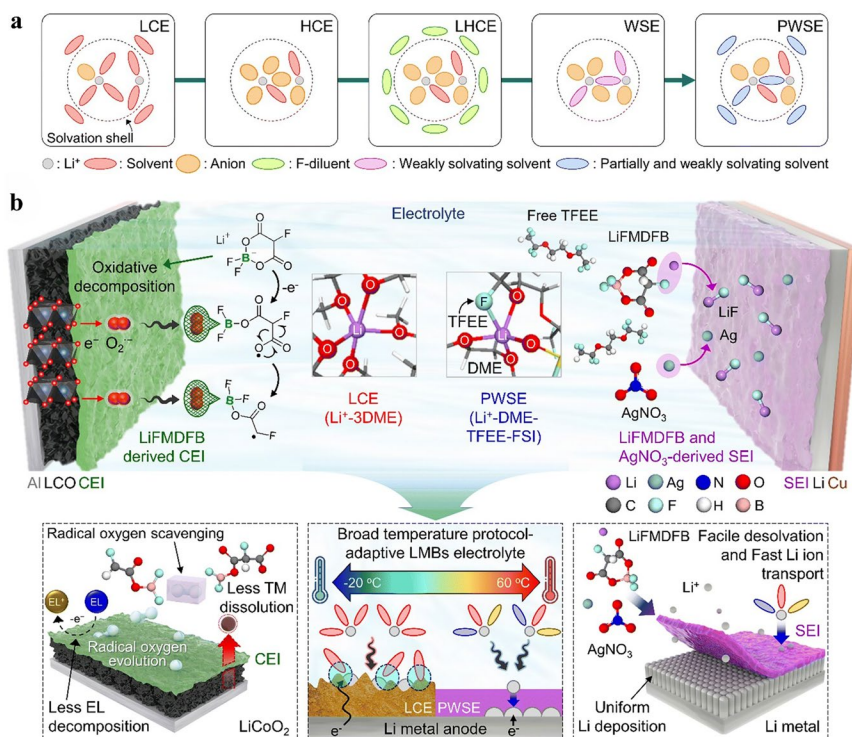 a
LCE
HCE
LHCE
WSE
PWSE
Solvation shell
: Li⁺ : Solvent : Anion : F-diluent : Weakly solvating solvent : Partially and weakly solvating solvent
b
Electrolyte
Oxidative
decomposition
Li⁺
O
O
F
B⁻
F
F
O
O
-e⁻
e⁻ O₂·⁻
F
B
F
O
O
O
O
F
F
B
F
O
O
F
LiFMDFB
derived CEI
Al LCO CEI
O
O
Li
O
O
O
LCE
(Li⁺-3DME)
F
O
TFEE
Li
O
O
O
DME
PWSE
(Li⁺-DME-
TFEE-FSI)
Free TFEE
LiFMDFB
AgNO₃
LiF
Ag
LiFMDFB and
AgNO₃-derived SEI
Li Ag N O
C F H B
SEI Li Cu
Radical oxygen scavenging
Less TM
dissolution
EL⁺
EL
-e⁻
Radical oxygen
evolution
CEI
Less EL
decomposition
LiCoO₂
Broad temperature protocol-
adaptive LMBs electrolyte
-20 °C
60 °C
LCE PWSE
Li metal anode
e⁻
e⁻
LiFMDFB
Facile desolvation
and Fast Li ion
transport
Li⁺
SEI
AgNO₃
Uniform
Li deposition
Li metal